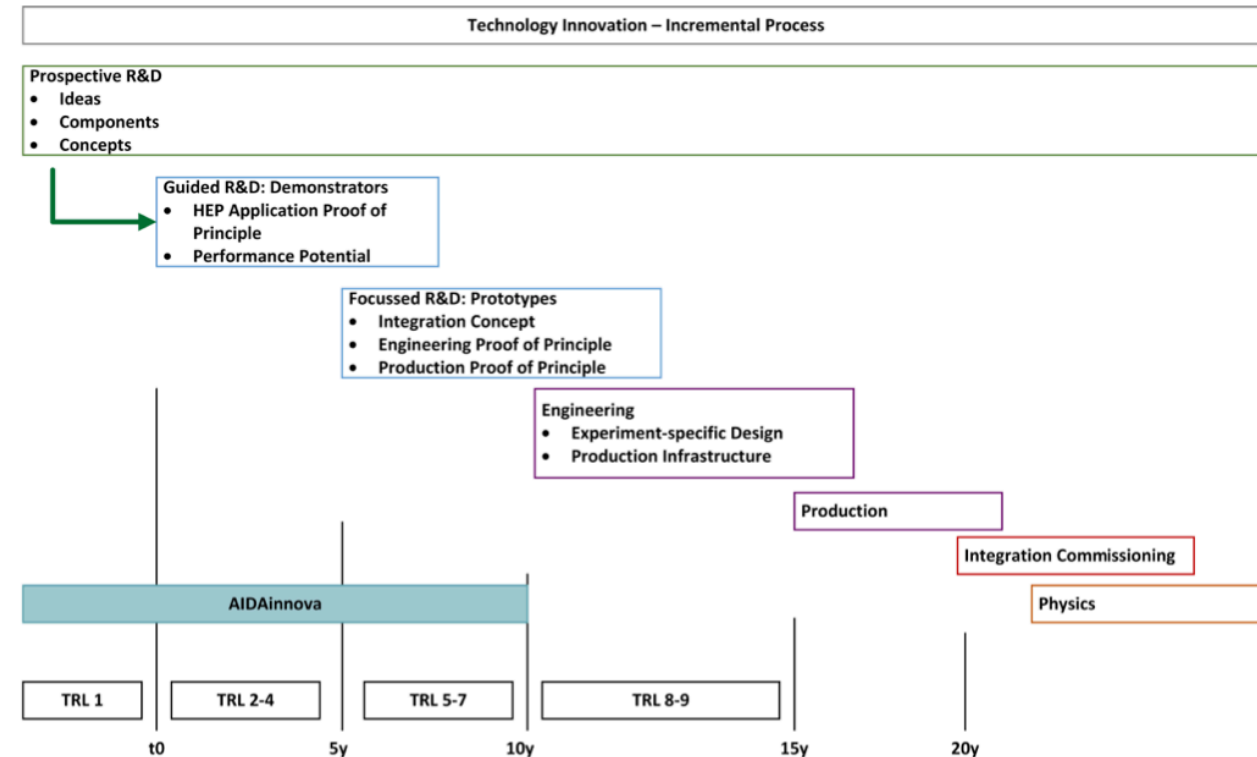 Technology Innovation – Incremental Process
Prospective R&D
• Ideas
• Components
• Concepts
Guided R&D: Demonstrators
• HEP Application Proof of
Principle
• Performance Potential
Focussed R&D: Prototypes
• Integration Concept
• Engineering Proof of Principle
• Production Proof of Principle
Engineering
• Experiment-specific Design
• Production Infrastructure
Production
Integration Commissioning
AIDAinnova
Physics
TRL 1
TRL 2-4
TRL 5-7
TRL 8-9
t0
5y
10y
15y
20y